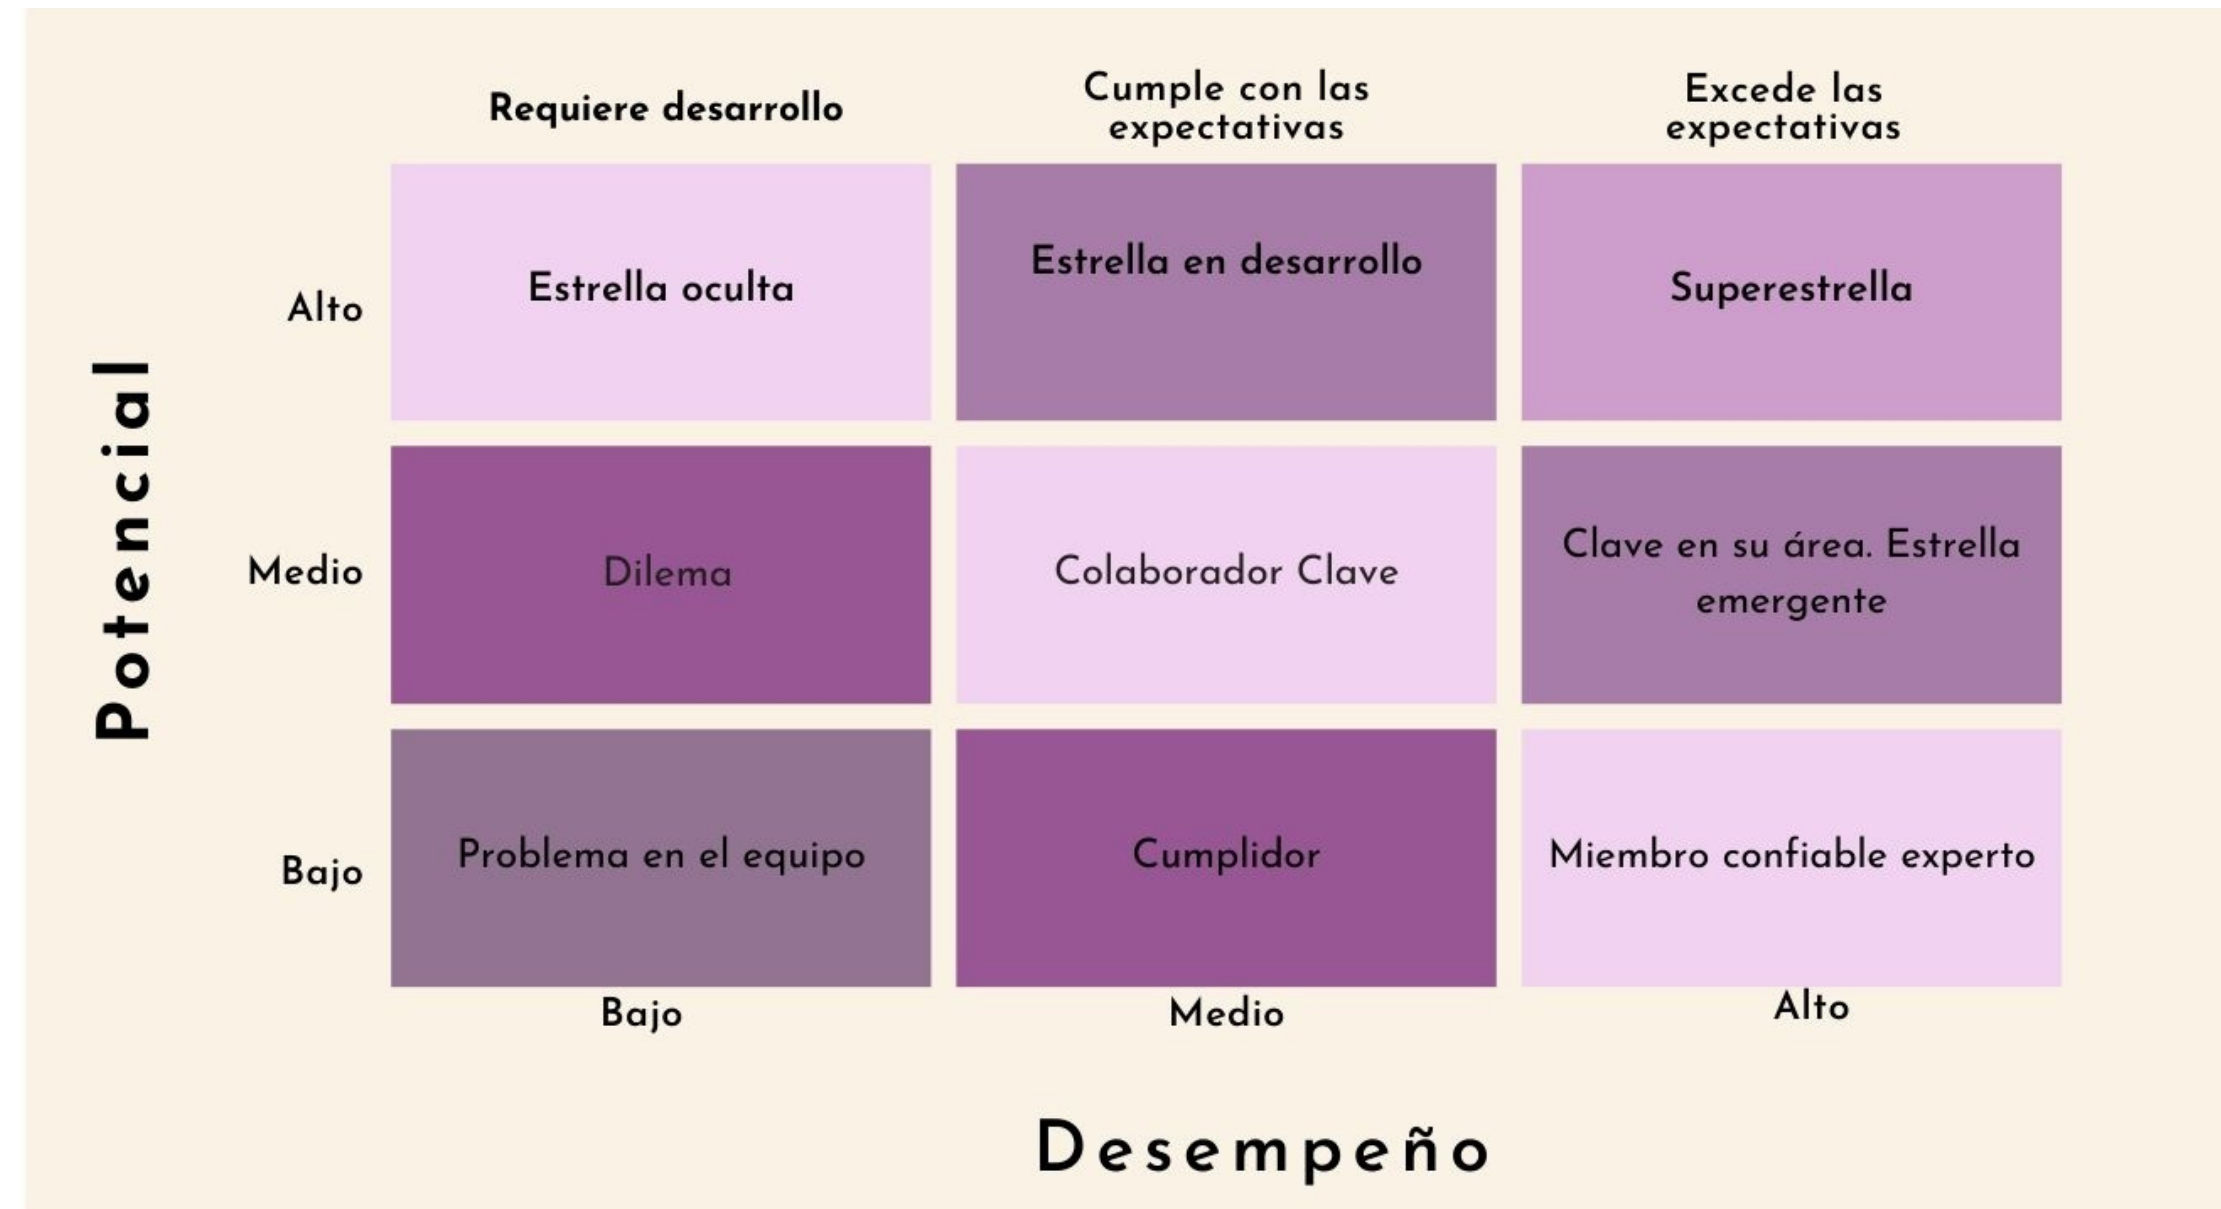 Requiere desarrollo
Cumple con las
expectativas
Excede las
expectativas
Potencial
Alto
Estrella oculta
Estrella en desarrollo
Superestrella
Medio
Dilema
Colaborador Clave
Clave en su área. Estrella
emergente
Bajo
Problema en el equipo
Cumplidor
Miembro confiable experto
Bajo
Medio
Alto
Desempeño